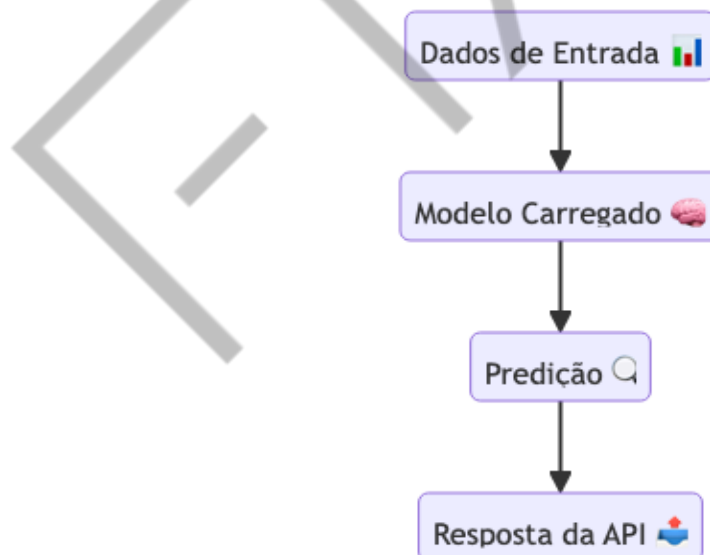 Dados de Entrada 📊
Modelo Carregado 🧠
Predição 🔍
Resposta da API 📤